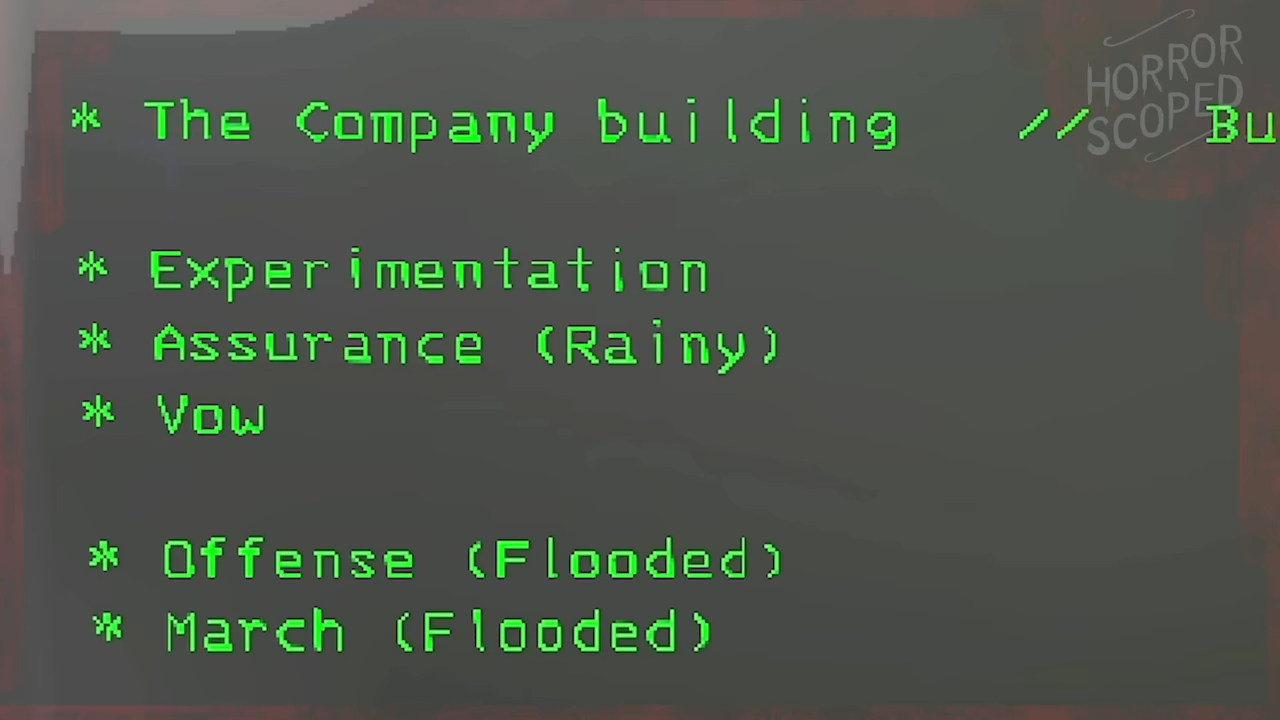 * The Company building // Bu
* Experimentation
* Assurance (Rainy)
* Vow
* Offense (Flooded)
* March (Flooded)
HORROR
SCOPED